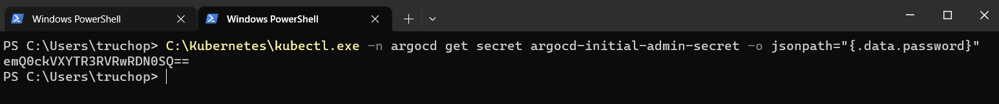 Windows PowerShell
Windows PowerShell
PS C:\Users\truchop> C:\Kubernetes\kubectl.exe -n argocd get secret argocd-initial-admin-secret -o jsonpath="{.data.password}"
emQ0ckVXYTR3RVRwRDN0SQ==
PS C:\Users\truchop>